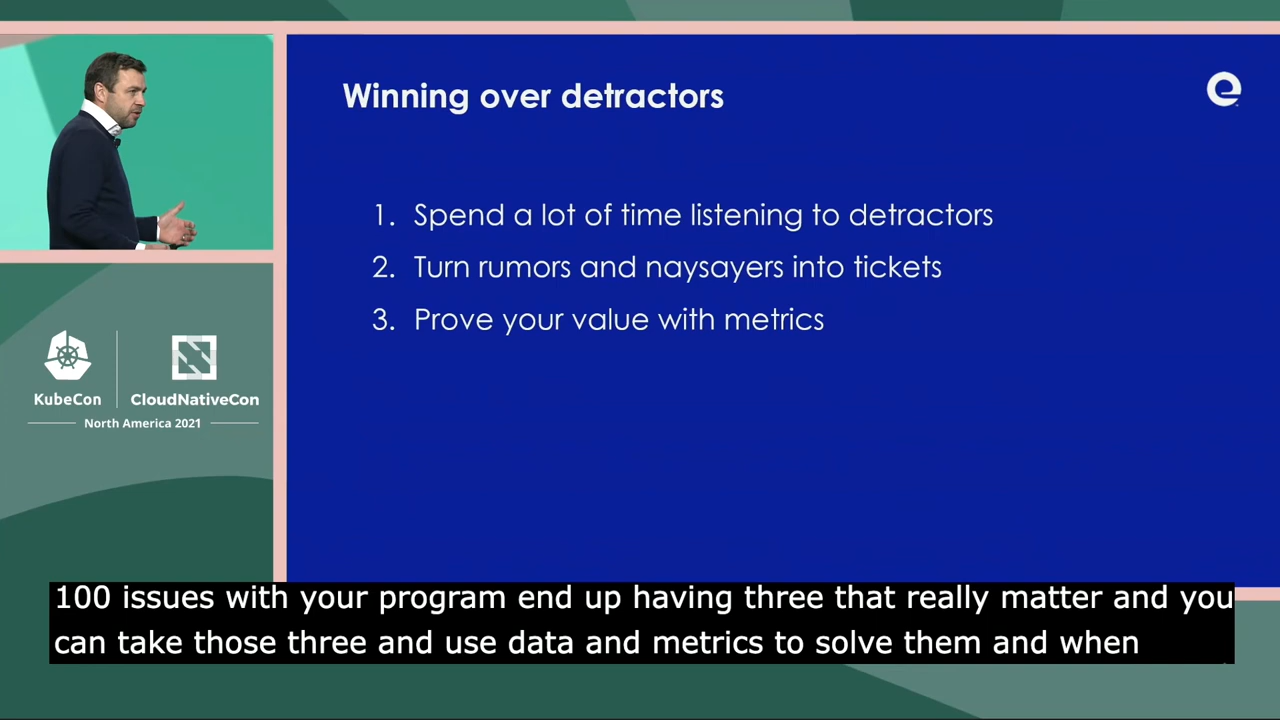 Winning over detractors
1. Spend a lot of time listening to detractors
2. Turn rumors and naysayers into tickets
3. Prove your value with metrics
KubeCon
CloudNativeCon
North America 2021
100 issues with your program end up having three that really matter and you
can take those three and use data and metrics to solve them and when